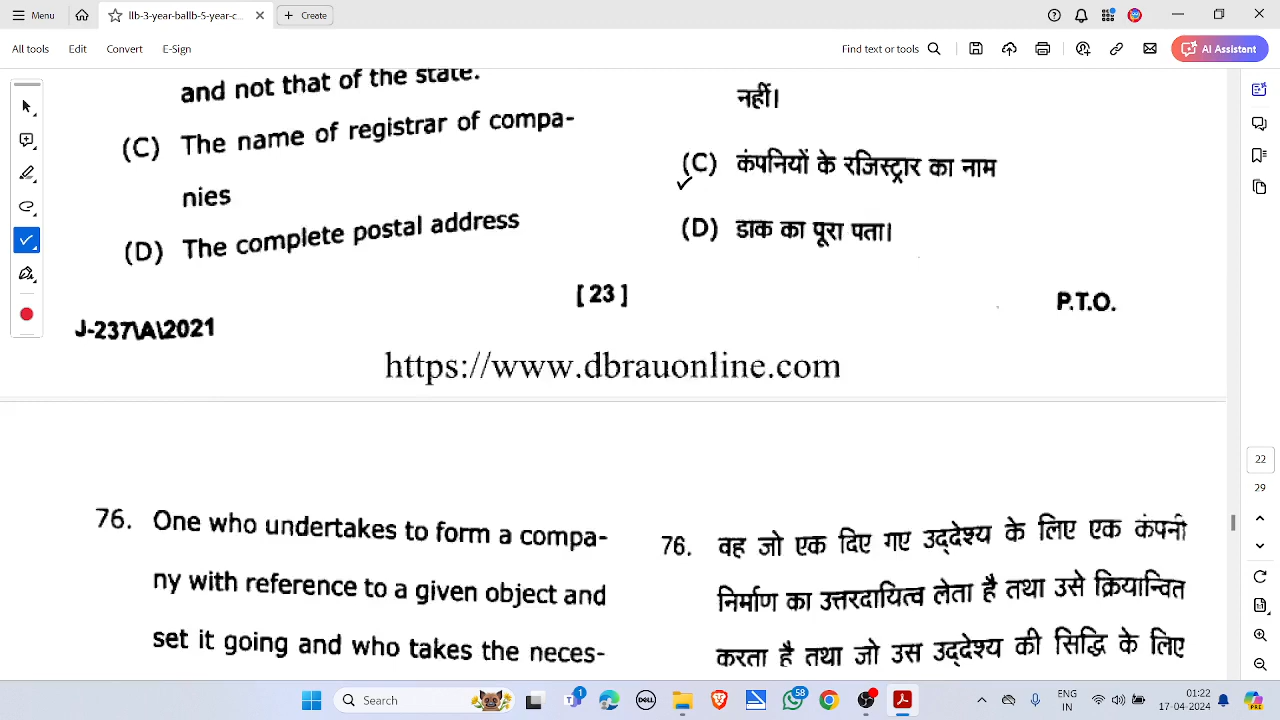 Menu
llb-3-year-ballb-5-year-c...
Create
All tools Edit Convert E-Sign
Find text or tools
AI Assistant
and not that of the state.
(C) The name of registrar of compa-
nies
(D) The complete postal address
नहीं।
(C) कंपनियों के रजिस्ट्रार का नाम
(D) डाक का पूरा पता।
[ 23 ]
J-237\A\2021
P.T.O.
https://www.dbrauonline.com
76. One who undertakes to form a compa-
ny with reference to a given object and
set it going and who takes the neces-
76. वह जो एक दिए गए उद्देश्य के लिए एक कंपनी
निर्माण का उत्तरदायित्व लेता है तथा उसे क्रियान्वित
करता है तथा जो उस उद्देश्य की सिद्धि के लिए
22
29
Search
1
DELL
58
ENG
IN
01:22
17-04-2024
PRE